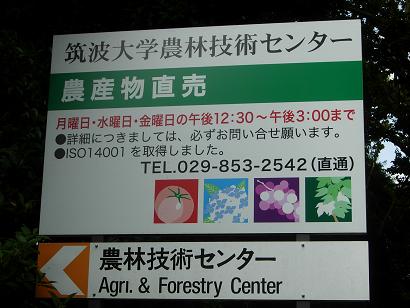 筑波大学農林技術センター
農産物直売
月曜日・水曜日・金曜日の午後12:30～午後3:00まで
●詳細につきましては、必ずお問い合せ願います。
●ISO14001を取得しました。
TEL.029-853-2542(直通)
農林技術センター
Agri. & Forestry Center